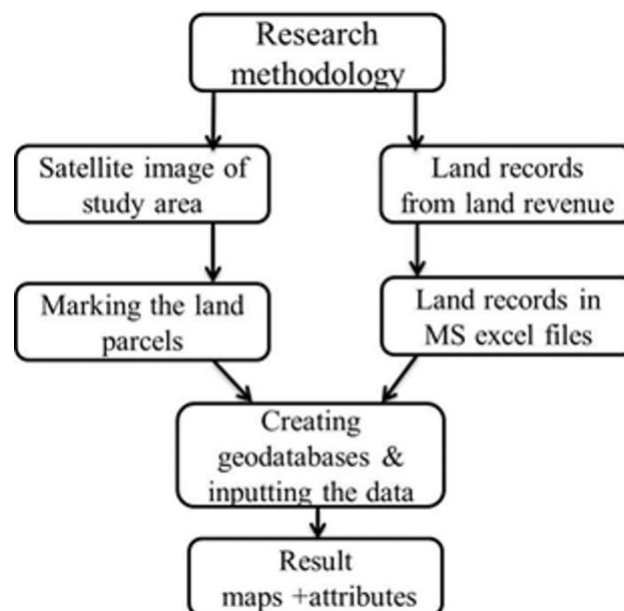 Research
methodology
Satellite image of
study area
Land records
from land revenue
Marking the land
parcels
Land records in
MS excel files
Creating
geodatabases &
inputting the data
Result
maps +attributes